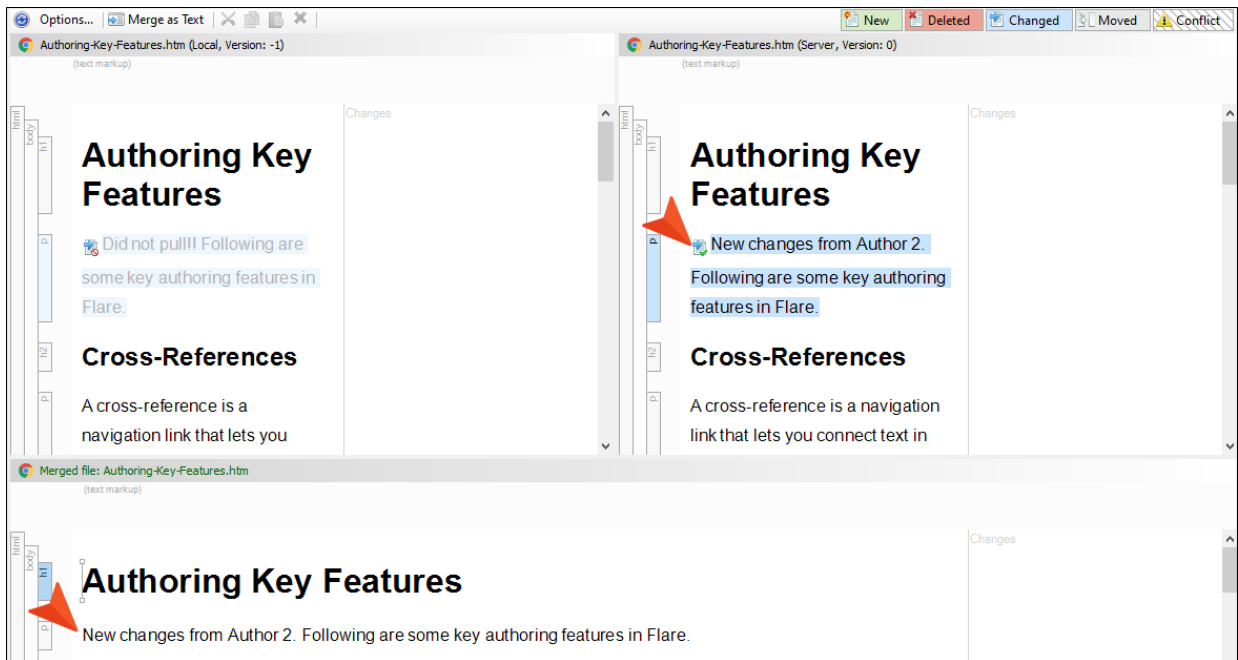 Options... Merge as Text New Deleted Changed Moved Conflict
Authoring-Key-Features.htm (Local, Version: -1)
(text markup)
html
body
h1
Changes
Authoring Key
Features
p
Did not pull!!! Following are
some key authoring features in
Flare.
h2
Cross-References
p
A cross-reference is a
navigation link that lets you
Authoring-Key-Features.htm (Server, Version: 0)
(text markup)
html
body
h1
Changes
Authoring Key
Features
p
New changes from Author 2.
Following are some key authoring
features in Flare.
h2
Cross-References
p
A cross-reference is a navigation
link that lets you connect text in
Merged file: Authoring-Key-Features.htm
(text markup)
html
body
h1
Changes
Authoring Key Features
p
New changes from Author 2. Following are some key authoring features in Flare.